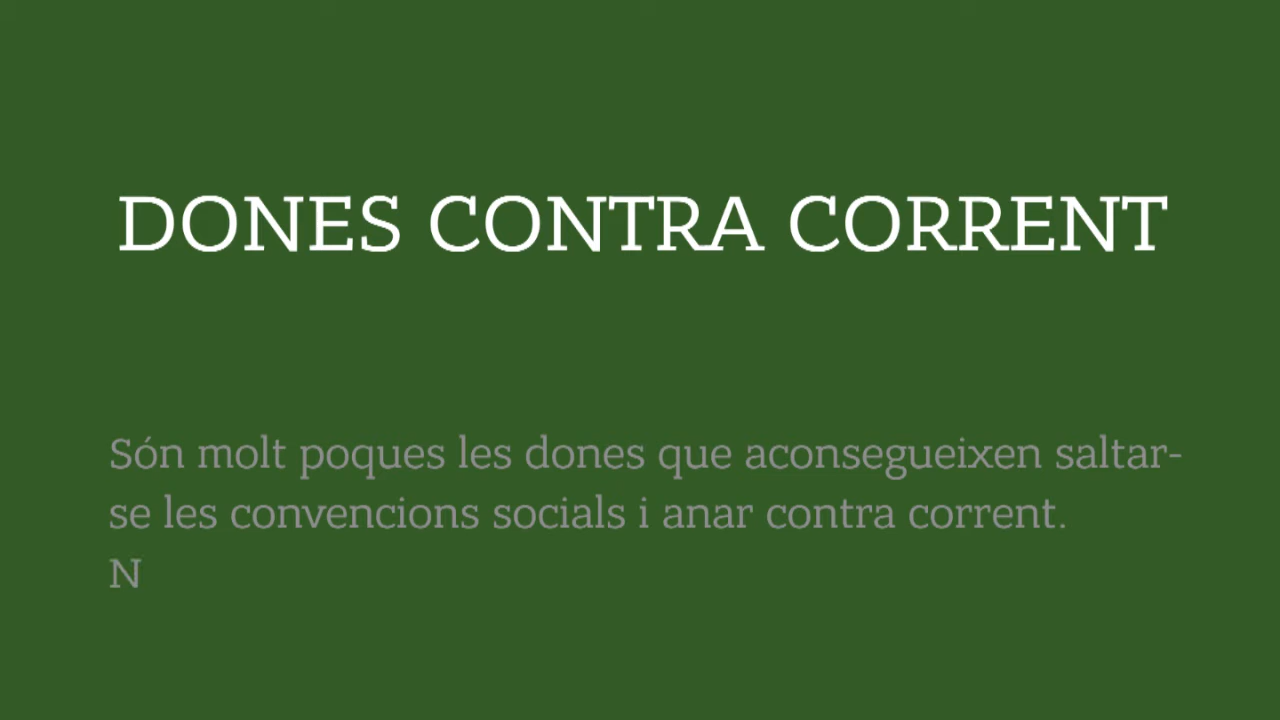 DONES CONTRA CORRENT
Són molt poques les dones que aconsegueixen saltar-
se les convencions socials i anar contra corrent.
N